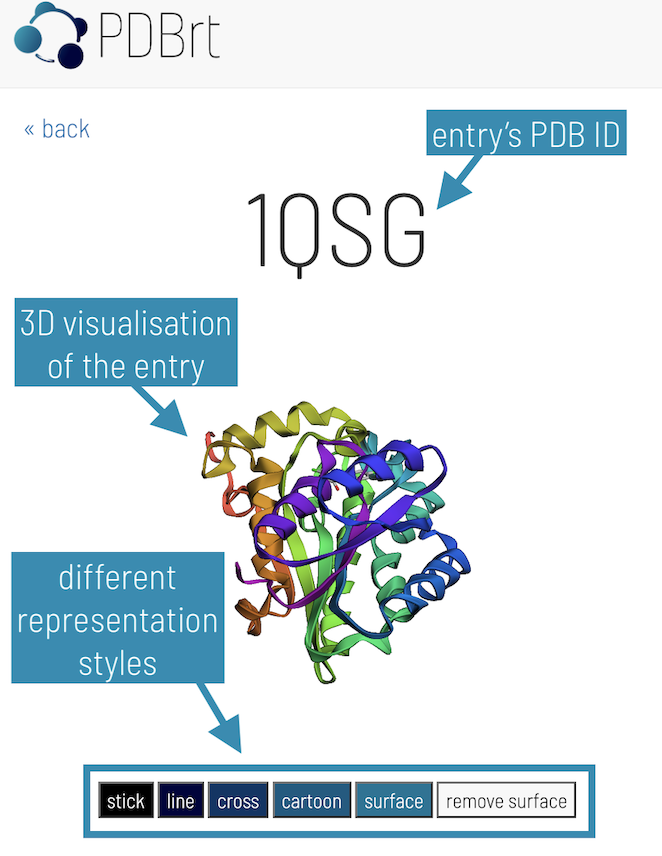 PDBrt
« back
entry's PDB ID
1QSG
3D visualisation
of the entry
different
representation
styles
stick line cross cartoon surface remove surface